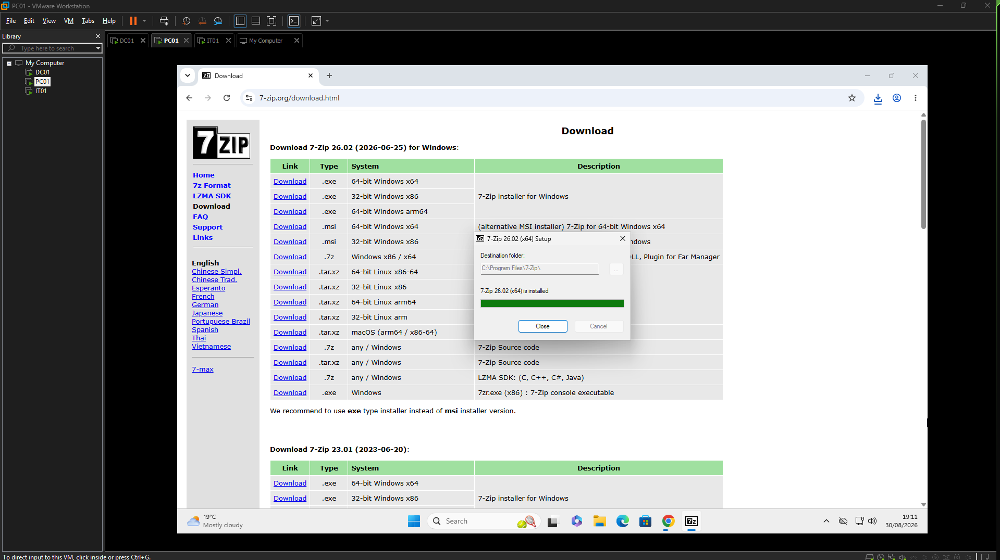 PC01 - VMware Workstation
File Edit View VM Tabs Help
Library
Type here to search
My Computer
DC01
PC01
IT01
DC01
PC01
IT01
My Computer
Download
7-zip.org/download.html
7ZIP
Home
7z Format
LZMA SDK
Download
FAQ
Support
Links
English
Chinese Simpl.
Chinese Trad.
Esperanto
French
German
Japanese
Portuguese Brazil
Spanish
Thai
Vietnamese
7-max
Download
Download 7-Zip 26.02 (2026-06-25) for Windows:
Link Type System Description
Download .exe 64-bit Windows x64
Download .exe 32-bit Windows x86 7-Zip installer for Windows
Download .exe 64-bit Windows arm64
Download .msi 64-bit Windows x64 (alternative MSI installer) 7-Zip for 64-bit Windows x64
Download .msi 32-bit Windows x86
Download .7z Windows x86 / x64 Plugin for Far Manager
Download .tar.xz 64-bit Linux x86-64
Download .tar.xz 32-bit Linux x86
Download .tar.xz 64-bit Linux arm64
Download .tar.xz 32-bit Linux arm
Download .tar.xz macOS (arm64 / x86-64)
Download .7z any / Windows 7-Zip Source code
Download .tar.xz any / Windows 7-Zip Source code
Download .7z any / Windows LZMA SDK: (C, C++, C#, Java)
Download .exe Windows 7zr.exe (x86) : 7-Zip console executable
We recommend to use exe type installer instead of msi installer version.
Download 7-Zip 23.01 (2023-06-20):
Link Type System Description
Download .exe 64-bit Windows x64
Download .exe 32-bit Windows x86 7-Zip installer for Windows
7z 7-Zip 26.02 (x64) Setup
Destination folder:
C:\Program Files\7-Zip\
...
7-Zip 26.02 (x64) is installed
Close Cancel
19°C
Mostly cloudy
Search
7z
19:11
30/08/2026
To direct input to this VM, click inside or press Ctrl+G.